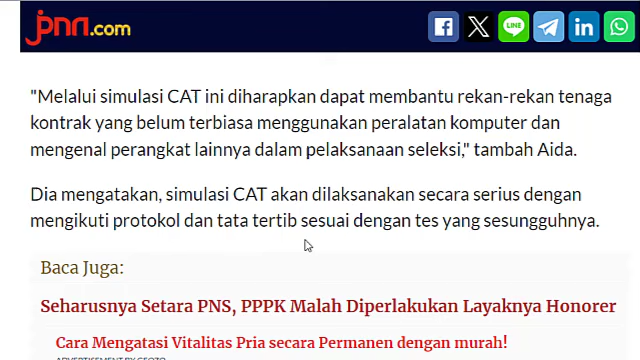 jpnn.com
"Melalui simulasi CAT ini diharapkan dapat membantu rekan-rekan tenaga
kontrak yang belum terbiasa menggunakan peralatan komputer dan
mengenal perangkat lainnya dalam pelaksanaan seleksi," tambah Aida.
Dia mengatakan, simulasi CAT akan dilaksanakan secara serius dengan
mengikuti protokol dan tata tertib sesuai dengan tes yang sesungguhnya.
Baca Juga:
Seharusnya Setara PNS, PPPK Malah Diperlakukan Layaknya Honorer
Cara Mengatasi Vitalitas Pria secara Permanen dengan murah!
ADVERTISEMENT BY GEOZO